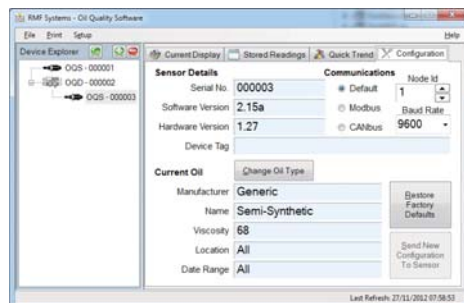 RMF Systems - Oil Quality Software
File Print Setup Help
Device Explorer
OQS - 000001
OQD - 000002
OQS - 000003
Current Display Stored Readings Quick Trend Configuration
Sensor Details
Serial No. 000003
Software Version 2.15a
Hardware Version 1.27
Device Tag
Communications
Default
Modbus
CANbus
Node Id
1
Baud Rate
9600
Current Oil Change Oil Type
Manufacturer Generic
Name Semi-Synthetic
Viscosity 68
Location All
Date Range All
Restore
Factory
Defaults
Send New
Configuration
To Sensor
Last Refresh: 27/11/2012 07:58:53